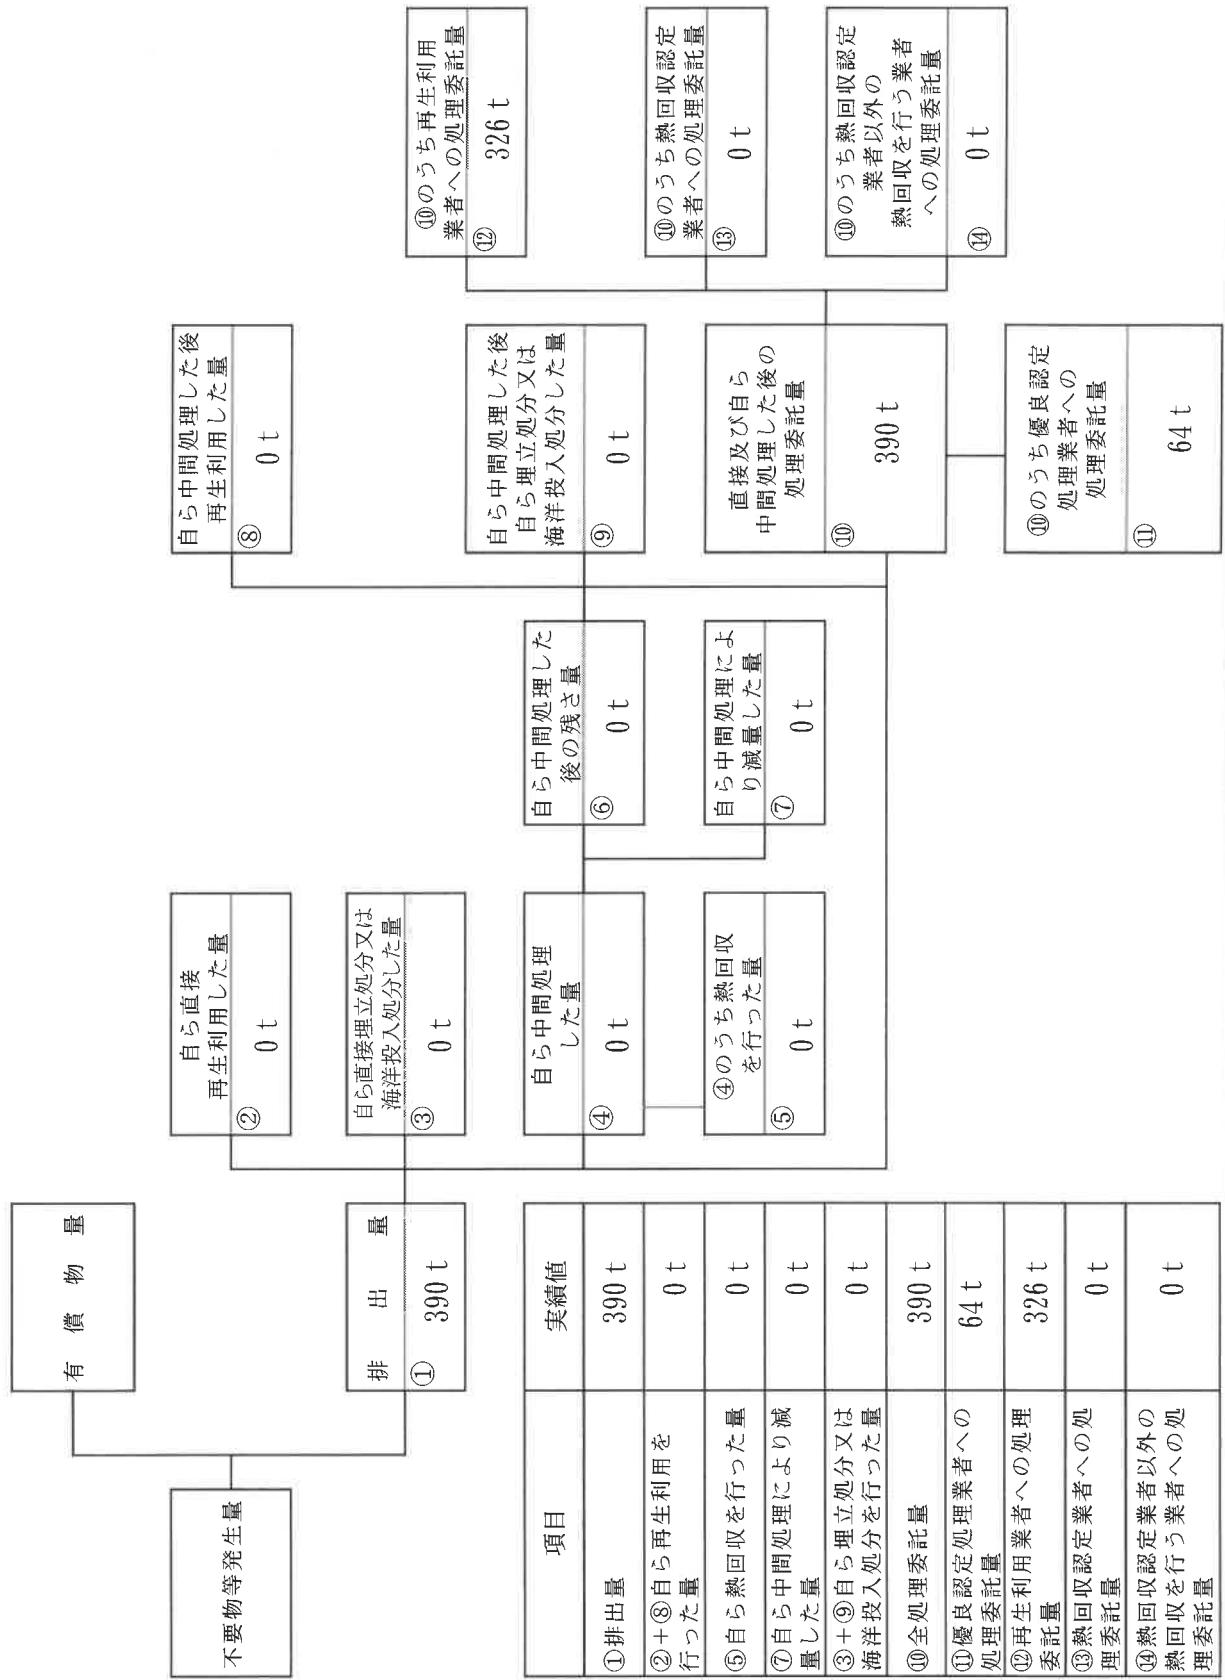 不要物等発生量
有償物量
排出量
① 390 t
自ら直接
再生利用した量
② 0 t
自ら直接埋立処分又は
海洋投入処分した量
③ 0 t
自ら中間処理
した量
④ 0 t
④のうち熱回収
を行った量
⑤ 0 t
自ら中間処理した
後の残さ量
⑥ 0 t
自ら中間処理によ
り減量した量
⑦ 0 t
自ら中間処理した後
再生利用した量
⑧ 0 t
自ら中間処理した後
自ら埋立処分又は
海洋投入処分した量
⑨ 0 t
直接及び自ら
中間処理した後の
処理委託量
⑩ 390 t
⑩のうち優良認定
処理業者への
処理委託量
⑪ 64 t
⑩のうち再生利用
業者への処理委託量
⑫ 326 t
⑩のうち熱回収認定
業者への処理委託量
⑬ 0 t
⑩のうち熱回収認定
業者以外の
熱回収を行う業者
への処理委託量
⑭ 0 t
項目 実績値
①排出量 390 t
②+⑧自ら再生利用を
行った量 0 t
⑤自ら熱回収を行った量 0 t
⑦自ら中間処理により減
量した量 0 t
③+⑨自ら埋立処分又は
海洋投入処分を行った量 0 t
⑩全処理委託量 390 t
⑪優良認定処理業者への
処理委託量 64 t
⑫再生利用業者への処理
委託量 326 t
⑬熱回収認定業者への処
理委託量 0 t
⑭熱回収認定業者以外の
熱回収を行う業者への処
理委託量 0 t